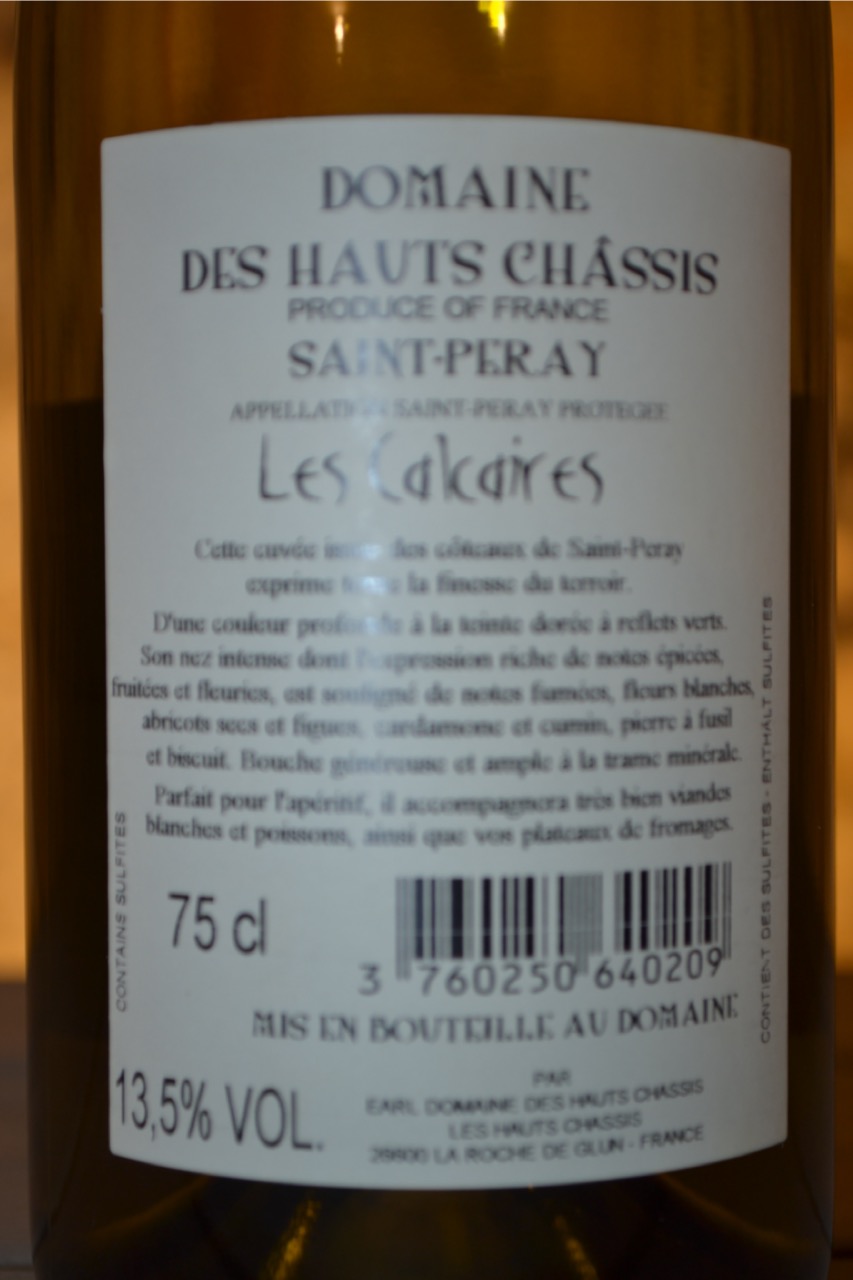 DOMAINE
DES HAUTS CHÂSSIS
PRODUCE OF FRANCE
SAINT-PERAY
APPELLATION SAINT-PERAY PROTEGEE
Les Calcaires
Cette cuvée des côteaux de Saint-Peray
exprime la finesse du terroir.
D'une couleur profonde à la teinte dorée à reflets verts.
Son nez intense dont l'expression riche de notes épicées,
fruitées et fleuries, est souligné de notes fumées, fleurs blanches,
abricots secs et figues, cardamome et cumin, pierre à fusil
et biscuit. Bouche généreuse et ample à la trame minérale.
Parfait pour l'apéritif, il accompagnera très bien viandes
blanches et poissons, ainsi que vos plateaux de fromages.
CONTAINS SULFITES
CONTIENT DES SULFITES - ENTHALT SULFITES
75 cl
3 760250 640209
MIS EN BOUTEILLE AU DOMAINE
13,5% VOL.
PAR
EARL DOMAINE DES HAUTS CHASSIS
LES HAUTS CHASSIS
LA ROCHE DE GLUN - FRANCE